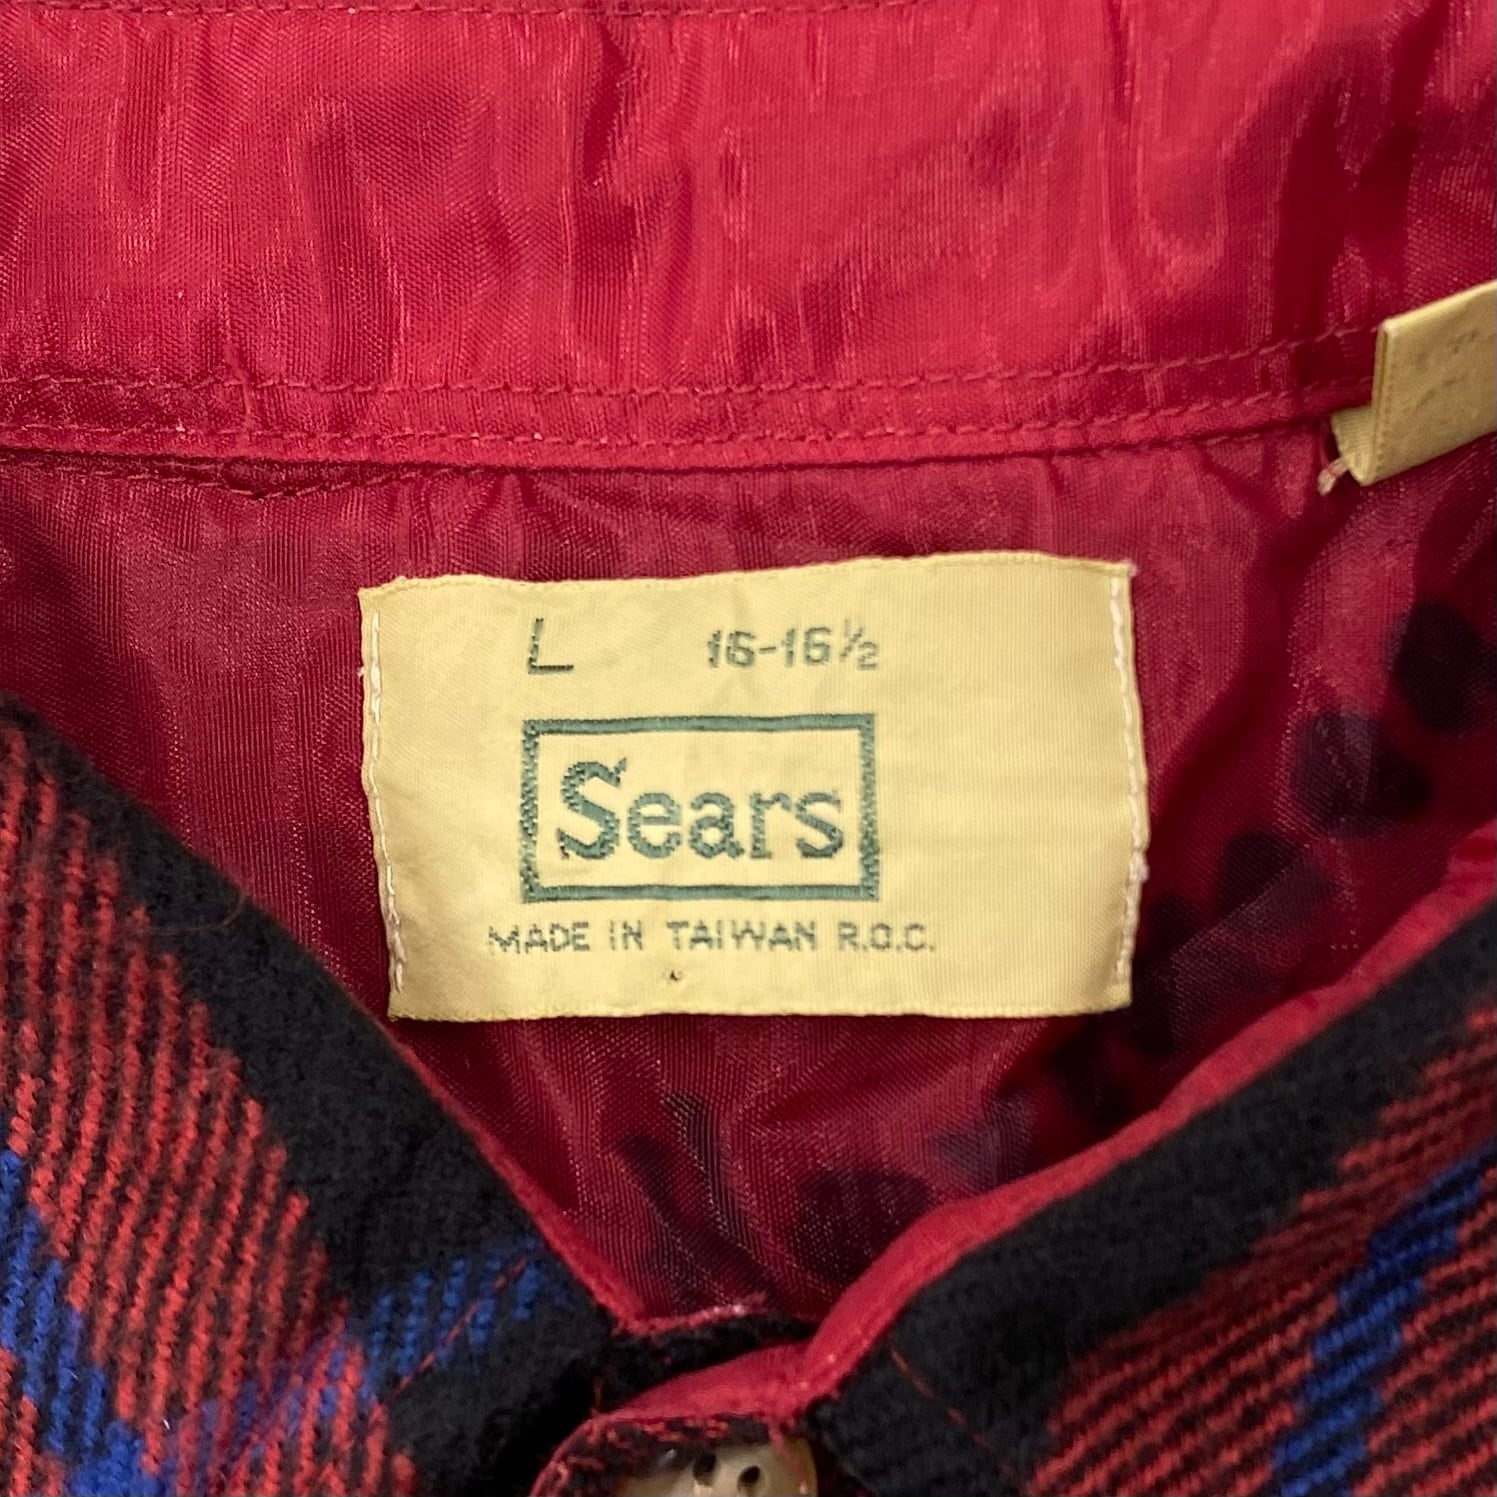 L 16-16½
Sears
MADE IN TAIWAN R.O.C.